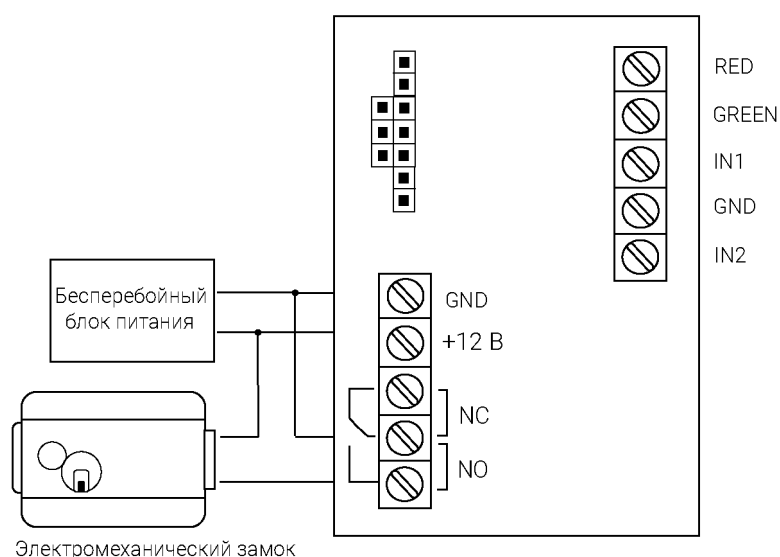 RED
GREEN
IN1
GND
IN2
Бесперебойный
блок питания
GND
+12 В
NC
NO
Электромеханический замок